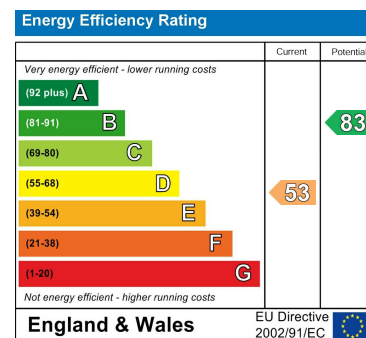 Energy Efficiency Rating
Current Potential
Very energy efficient - lower running costs
(92 plus) A
(81-91) B
83
(69-80) C
(55-68) D
53
(39-54) E
(21-38) F
(1-20) G
Not energy efficient - higher running costs
England & Wales
EU Directive
2002/91/EC